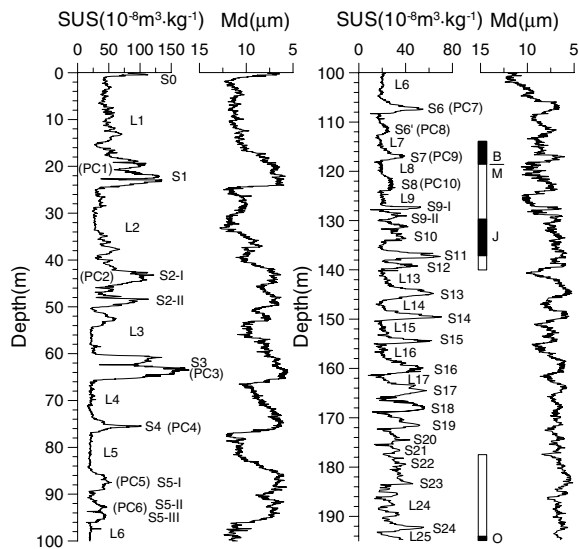 SUS(10⁻⁸m³·kg⁻¹) Md(μm)
0 50 100 150 15 5
0
10
20
30
40
50
60
70
80
90
100
Depth(m)
S0
L1
(PC1)
S1
L2
(PC2) S2-I
S2-II
L3
S3
(PC3)
L4
S4 (PC4)
L5
(PC5) S5-I
(PC6) S5-II
S5-III
L6
SUS(10⁻⁸m³·kg⁻¹) Md(μm)
0 40 80 15 5
100
110
120
130
140
150
160
170
180
190
Depth(m)
L6
S6 (PC7)
S6' (PC8)
L7
S7 (PC9)
L8
S8 (PC10)
L9
S9-I
S9-II
S10
S11
S12
L13
S13
L14
S14
L15
S15
L16
S16
L17
S17
S18
S19
S20
S21
S22
S23
L24
S24
L25
B
M
J
O